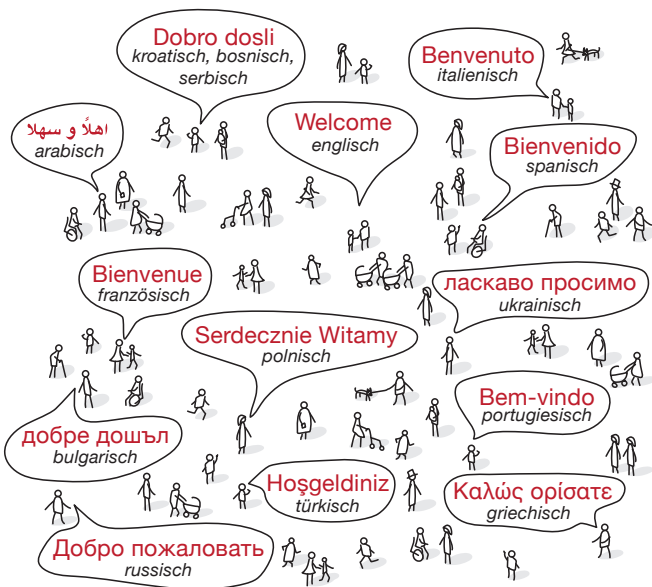 Dobro dosli
kroatisch, bosnisch,
serbisch
Benvenuto
italienisch
اهلاً و سهلا
arabisch
Welcome
englisch
Bienvenido
spanisch
Bienvenue
französisch
ласкаво просимо
ukrainisch
Serdecznie Witamy
polnisch
Bem-vindo
portugiesisch
добре дошъл
bulgarisch
Hoşgeldiniz
türkisch
Καλώς ορίσατε
griechisch
Добро пожаловать
russisch